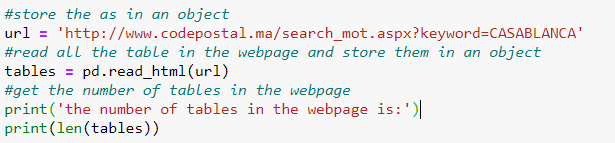 #store the as in an object
url = 'http://www.codepostal.ma/search_mot.aspx?keyword=CASABLANCA'
#read all the table in the webpage and store them in an object
tables = pd.read_html(url)
#get the number of tables in the webpage
print('the number of tables in the webpage is:')
print(len(tables))